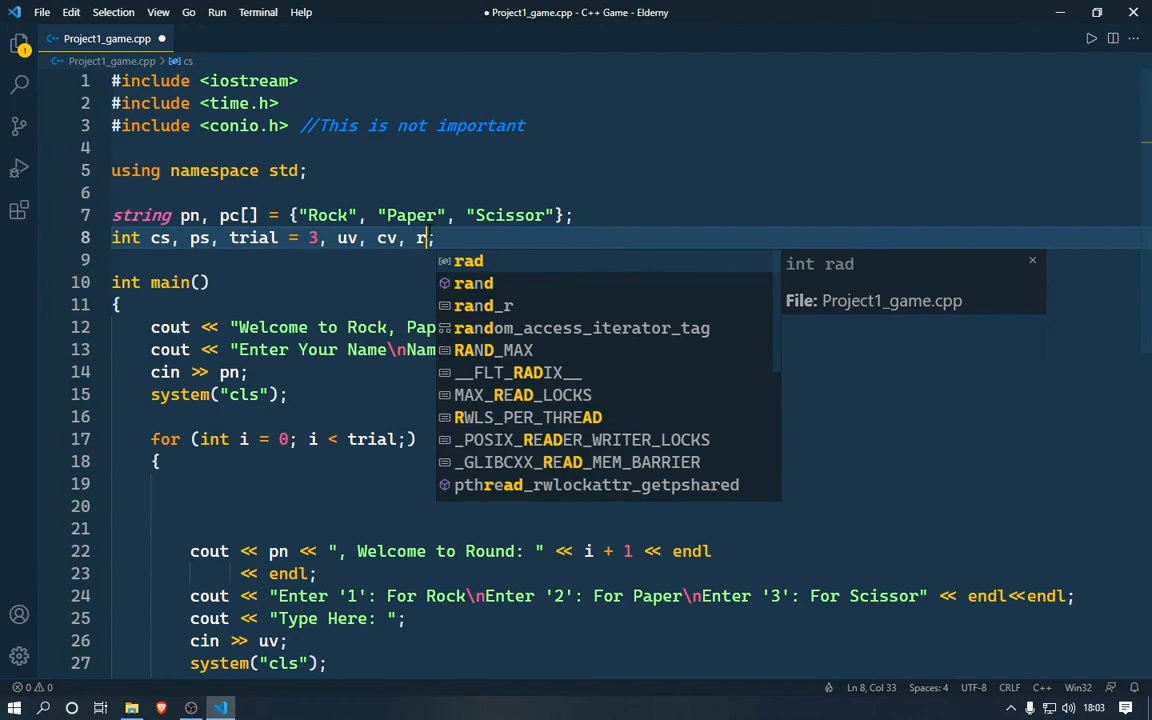 File Edit Selection View Go Run Terminal Help ● Project1_game.cpp - C++ Game - Elderny
Project1_game.cpp ●
Project1_game.cpp > cs
1
1 #include <iostream>
2 #include <time.h>
3 #include <conio.h> //This is not important
4
5 using namespace std;
6
7 string pn, pc[] = {"Rock", "Paper", "Scissor"};
8 int cs, ps, trial = 3, uv, cv, r;
9
10 int main()
11 {
12 cout << "Welcome to Rock, Pap
13 cout << "Enter Your Name\nNam
14 cin >> pn;
15 system("cls");
16
17 for (int i = 0; i < trial;)
18 {
19
20
21
22 cout << pn << ", Welcome to Round: " << i + 1 << endl
23 << endl;
24 cout << "Enter '1': For Rock\nEnter '2': For Paper\nEnter '3': For Scissor" << endl<<endl;
25 cout << "Type Here: ";
26 cin >> uv;
27 system("cls");
rad
rand
rand_r
random_access_iterator_tag
RAND_MAX
__FLT_RADIX__
MAX_READ_LOCKS
RWLS_PER_THREAD
_POSIX_READER_WRITER_LOCKS
_GLIBCXX_READ_MEM_BARRIER
pthread_rwlockattr_getpshared
int rad
File: Project1_game.cpp
0 0 Ln 8, Col 33 Spaces: 4 UTF-8 CRLF C++ Win32
18:03